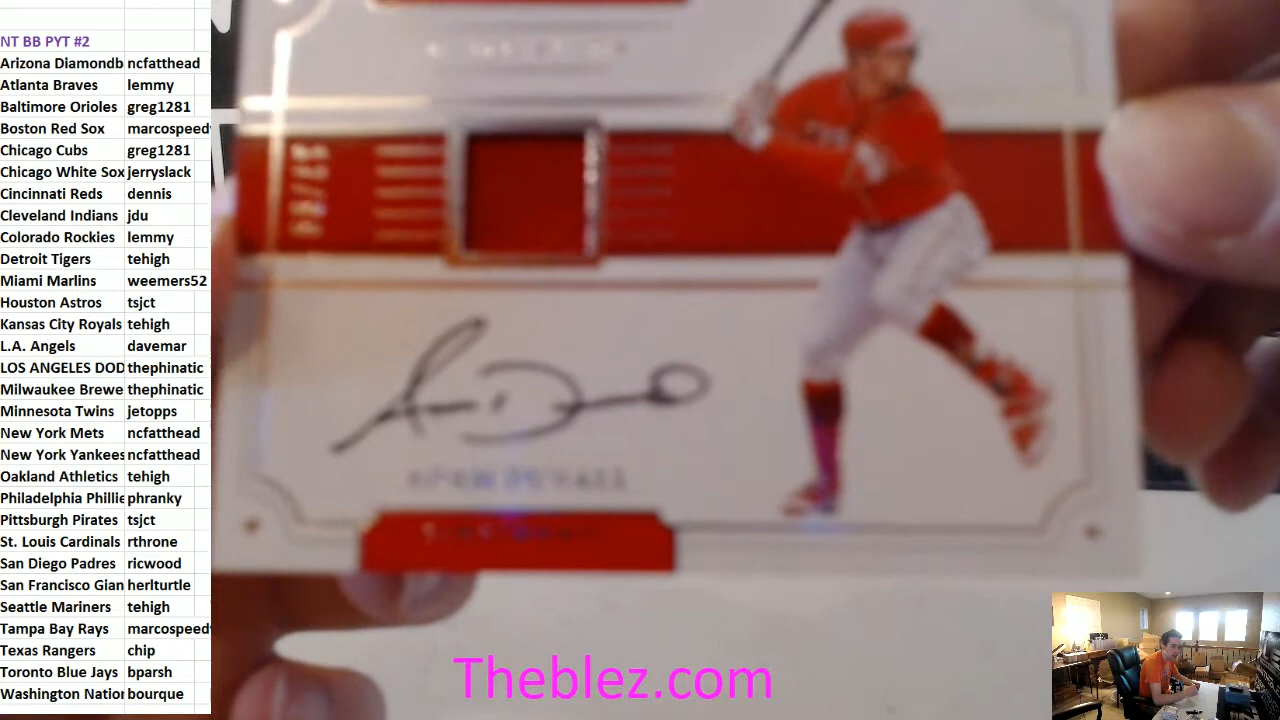 NT BB PYT #2
Arizona Diamondb ncfatthead
Atlanta Braves lemmy
Baltimore Orioles greg1281
Boston Red Sox marcospeed
Chicago Cubs greg1281
Chicago White Sox jerryslack
Cincinnati Reds dennis
Cleveland Indians jdu
Colorado Rockies lemmy
Detroit Tigers tehigh
Miami Marlins weemers52
Houston Astros tsjct
Kansas City Royals tehigh
L.A. Angels davemar
LOS ANGELES DOD thephinatic
Milwaukee Brewe thephinatic
Minnesota Twins jetopps
New York Mets ncfatthead
New York Yankees ncfatthead
Oakland Athletics tehigh
Philadelphia Phillie phranky
Pittsburgh Pirates tsjct
St. Louis Cardinals rthrone
San Diego Padres ricwood
San Francisco Gian herlturtle
Seattle Mariners tehigh
Tampa Bay Rays marcospeed
Texas Rangers chip
Toronto Blue Jays bparsh
Washington Nation bourque
ADAM DUVALL
Theblez.com